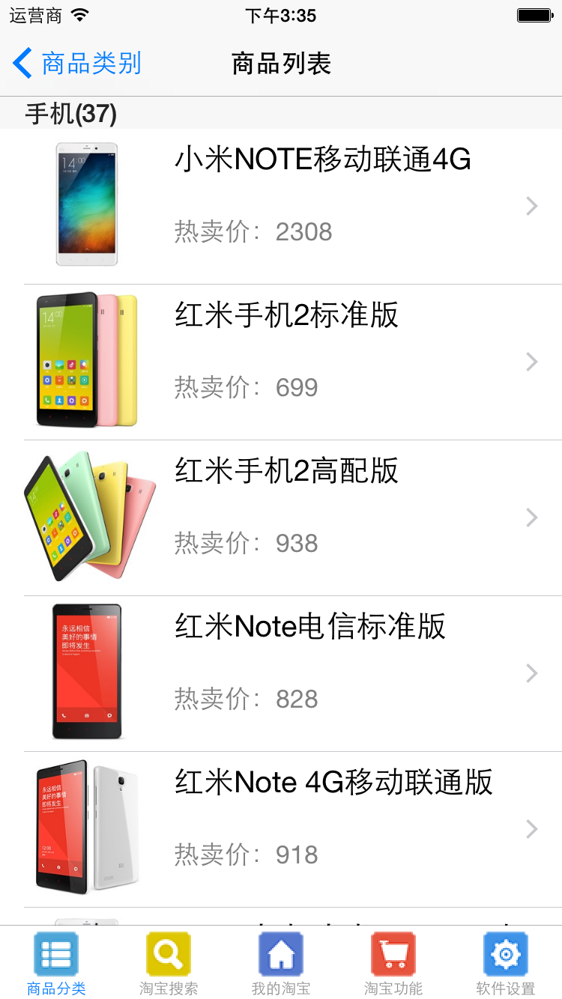 运营商 下午3:35
商品类别 商品列表
手机(37)
14:00
小米NOTE移动联通4G
热卖价：2308
14:00
红米手机2标准版
热卖价：699
红米手机2高配版
热卖价：938
永远相信
美好的事情
即将发生
红米Note电信标准版
热卖价：828
永远相信
美好的事情
即将发生
12:00
红米Note 4G移动联通版
热卖价：918
商品分类 淘宝搜索 我的淘宝 淘宝功能 软件设置